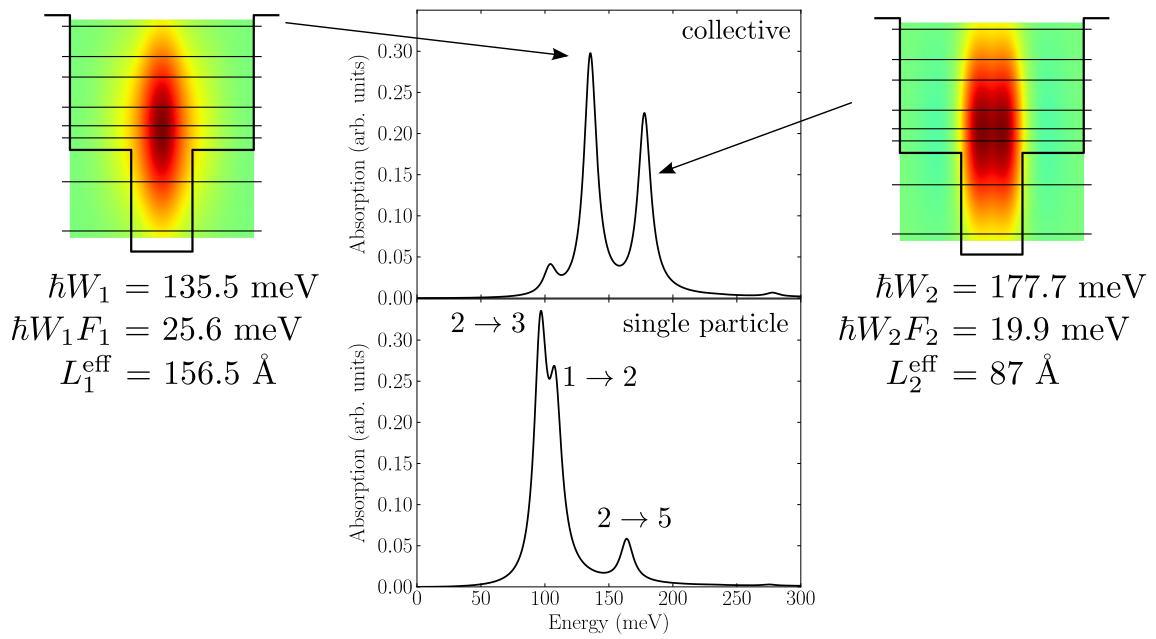 collective
Absorption (arb. units)
0.30
0.25
0.20
0.15
0.10
0.05
0.00
ħW₁ = 135.5 meV
ħW₁F₁ = 25.6 meV
L₁ᵉᶠᶠ = 156.5 Å
ħW₂ = 177.7 meV
ħW₂F₂ = 19.9 meV
L₂ᵉᶠᶠ = 87 Å
single particle
2 → 3
1 → 2
2 → 5
Absorption (arb. units)
0.30
0.25
0.20
0.15
0.10
0.05
0.00
0 50 100 150 200 250 300
Energy (meV)